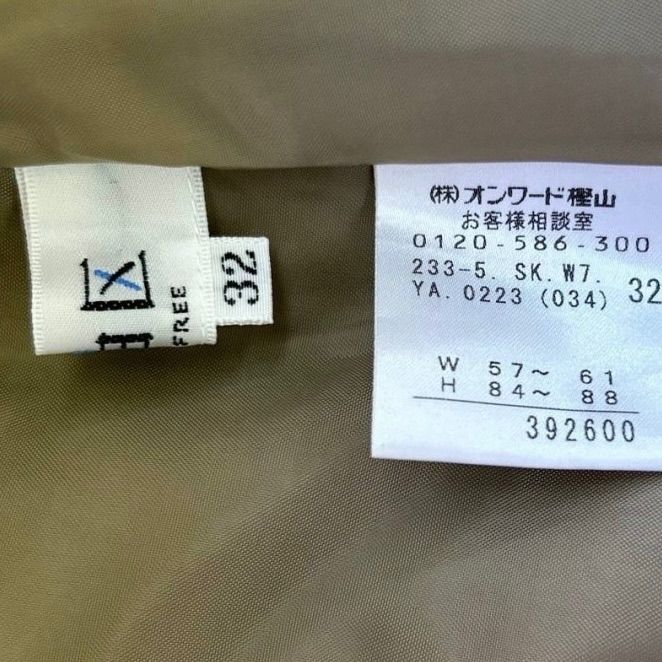 FREE
32
(株)オンワード樫山
お客様相談室
0120-586-300
233-5. SK.W7.
YA.0223 (034) 32
W 57～ 61
H 84～ 88
392600